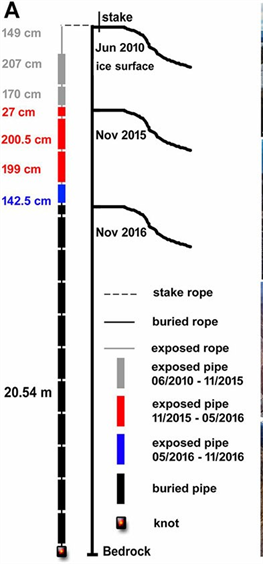 A
149 cm
stake
Jun 2010
ice surface
207 cm
170 cm
27 cm
Nov 2015
200.5 cm
199 cm
142.5 cm
Nov 2016
stake rope
buried rope
exposed rope
exposed pipe
06/2010 - 11/2015
exposed pipe
11/2015 - 05/2016
20.54 m
exposed pipe
05/2016 - 11/2016
buried pipe
knot
Bedrock